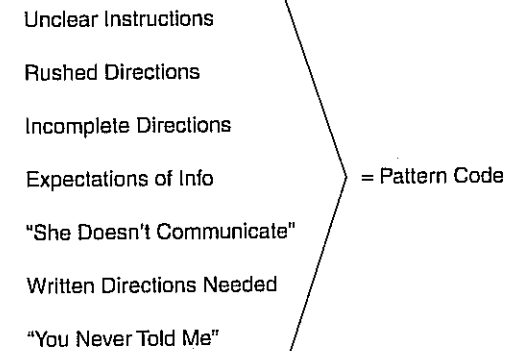 Unclear Instructions
Rushed Directions
Incomplete Directions
Expectations of Info
= Pattern Code
"She Doesn't Communicate"
Written Directions Needed
"You Never Told Me"